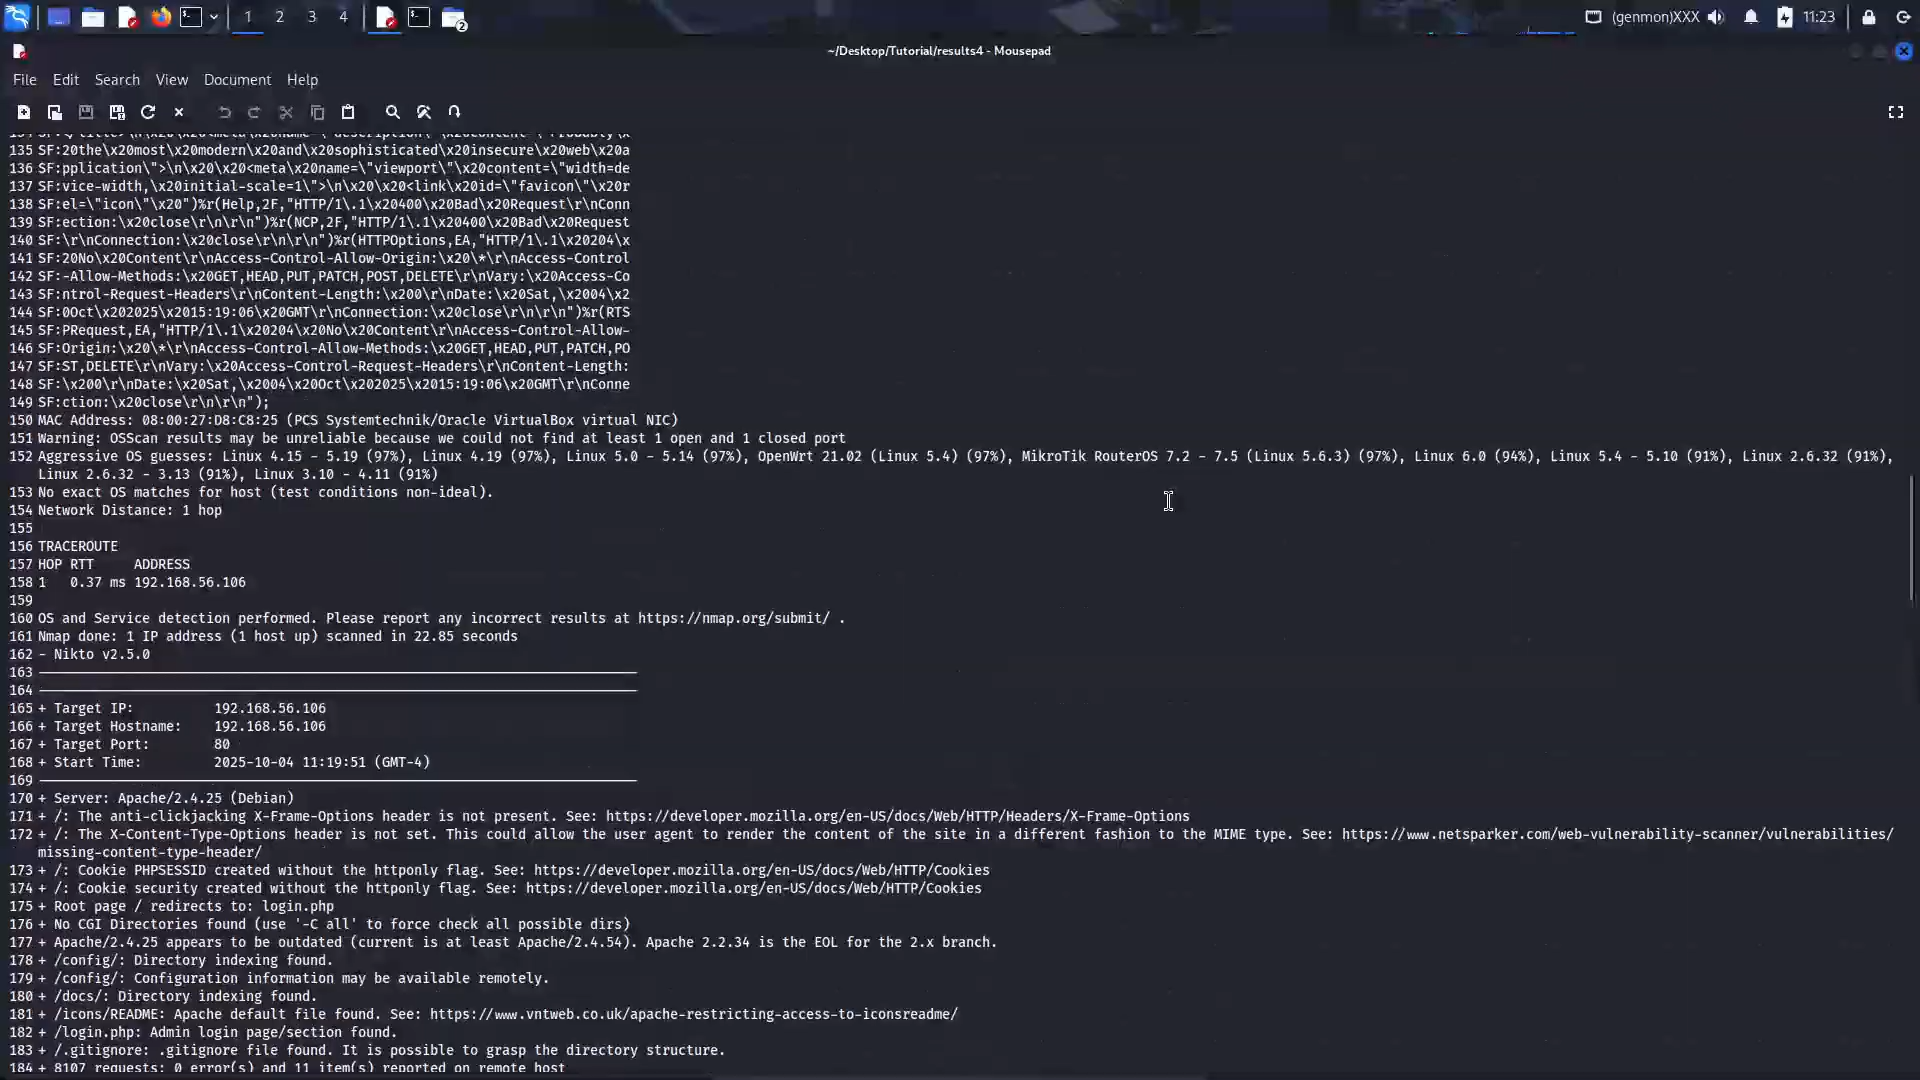 1 2 3 4 2 (genmon)XXX 11:23
~/Desktop/Tutorial/results4 - Mousepad
File Edit Search View Document Help
135 SF:20the\x20most\x20modern\x20and\x20sophisticated\x20insecure\x20web\x20a
136 SF:pplication\">\n\x20\x20<meta\x20name=\"viewport\"\x20content=\"width=de
137 SF:vice-width,\x20initial-scale=1\">\n\x20\x20<link\x20id=\"favicon\"\x20r
138 SF:el=\"icon\"\x20")%r(Help,2F,"HTTP/1\.1\x20400\x20Bad\x20Request\r\nConn
139 SF:ection:\x20close\r\n\r\n")%r(NCP,2F,"HTTP/1\.1\x20400\x20Bad\x20Request
140 SF:\r\nConnection:\x20close\r\n\r\n")%r(HTTPOptions,EA,"HTTP/1\.1\x20204\x
141 SF:20No\x20Content\r\nAccess-Control-Allow-Origin:\x20\*\r\nAccess-Control
142 SF:-Allow-Methods:\x20GET,HEAD,PUT,PATCH,POST,DELETE\r\nVary:\x20Access-Co
143 SF:ntrol-Request-Headers\r\nContent-Length:\x200\r\nDate:\x20Sat,\x2004\x2
144 SF:0Oct\x202025\x2015:19:06\x20GMT\r\nConnection:\x20close\r\n\r\n")%r(RTS
145 SF:PRequest,EA,"HTTP/1\.1\x20204\x20No\x20Content\r\nAccess-Control-Allow-
146 SF:Origin:\x20\*\r\nAccess-Control-Allow-Methods:\x20GET,HEAD,PUT,PATCH,PO
147 SF:ST,DELETE\r\nVary:\x20Access-Control-Request-Headers\r\nContent-Length:
148 SF:\x200\r\nDate:\x20Sat,\x2004\x20Oct\x202025\x2015:19:06\x20GMT\r\nConne
149 SF:ction:\x20close\r\n\r\n");
150 MAC Address: 08:00:27:D8:C8:25 (PCS Systemtechnik/Oracle VirtualBox virtual NIC)
151 Warning: OSScan results may be unreliable because we could not find at least 1 open and 1 closed port
152 Aggressive OS guesses: Linux 4.15 - 5.19 (97%), Linux 4.19 (97%), Linux 5.0 - 5.14 (97%), OpenWrt 21.02 (Linux 5.4) (97%), MikroTik RouterOS 7.2 - 7.5 (Linux 5.6.3) (97%), Linux 6.0 (94%), Linux 5.4 - 5.10 (91%), Linux 2.6.32 (91%),
Linux 2.6.32 - 3.13 (91%), Linux 3.10 - 4.11 (91%)
153 No exact OS matches for host (test conditions non-ideal).
154 Network Distance: 1 hop
155
156 TRACEROUTE
157 HOP RTT     ADDRESS
158 1   0.37 ms 192.168.56.106
159
160 OS and Service detection performed. Please report any incorrect results at https://nmap.org/submit/ .
161 Nmap done: 1 IP address (1 host up) scanned in 22.85 seconds
162 - Nikto v2.5.0
163
164
165 + Target IP:          192.168.56.106
166 + Target Hostname:    192.168.56.106
167 + Target Port:        80
168 + Start Time:         2025-10-04 11:19:51 (GMT-4)
169
170 + Server: Apache/2.4.25 (Debian)
171 + /: The anti-clickjacking X-Frame-Options header is not present. See: https://developer.mozilla.org/en-US/docs/Web/HTTP/Headers/X-Frame-Options
172 + /: The X-Content-Type-Options header is not set. This could allow the user agent to render the content of the site in a different fashion to the MIME type. See: https://www.netsparker.com/web-vulnerability-scanner/vulnerabilities/
missing-content-type-header/
173 + /: Cookie PHPSESSID created without the httponly flag. See: https://developer.mozilla.org/en-US/docs/Web/HTTP/Cookies
174 + /: Cookie security created without the httponly flag. See: https://developer.mozilla.org/en-US/docs/Web/HTTP/Cookies
175 + Root page / redirects to: login.php
176 + No CGI Directories found (use '-C all' to force check all possible dirs)
177 + Apache/2.4.25 appears to be outdated (current is at least Apache/2.4.54). Apache 2.2.34 is the EOL for the 2.x branch.
178 + /config/: Directory indexing found.
179 + /config/: Configuration information may be available remotely.
180 + /docs/: Directory indexing found.
181 + /icons/README: Apache default file found. See: https://www.vntweb.co.uk/apache-restricting-access-to-iconsreadme/
182 + /login.php: Admin login page/section found.
183 + /.gitignore: .gitignore file found. It is possible to grasp the directory structure.
184 + 8107 requests: 0 error(s) and 11 item(s) reported on remote host